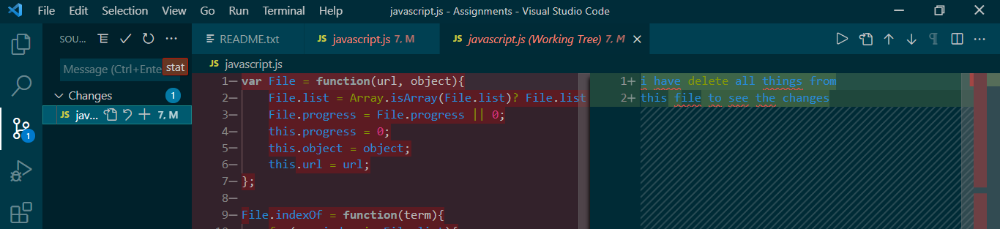 File Edit Selection View Go Run Terminal Help javascript.js - Assignments - Visual Studio Code
SOU... README.txt JS javascript.js 7, M JS javascript.js (Working Tree) 7, M
Message (Ctrl+Ente stat
JS javascript.js
Changes 1
JS jav... 7, M
1
1— var File = function(url, object){
2— File.list = Array.isArray(File.list)? File.list
3— File.progress = File.progress || 0;
4— this.progress = 0;
5— this.object = object;
6— this.url = url;
7— };
8—
9— File.indexOf = function(term){
1+ i have delete all things from
2+ this file to see the changes